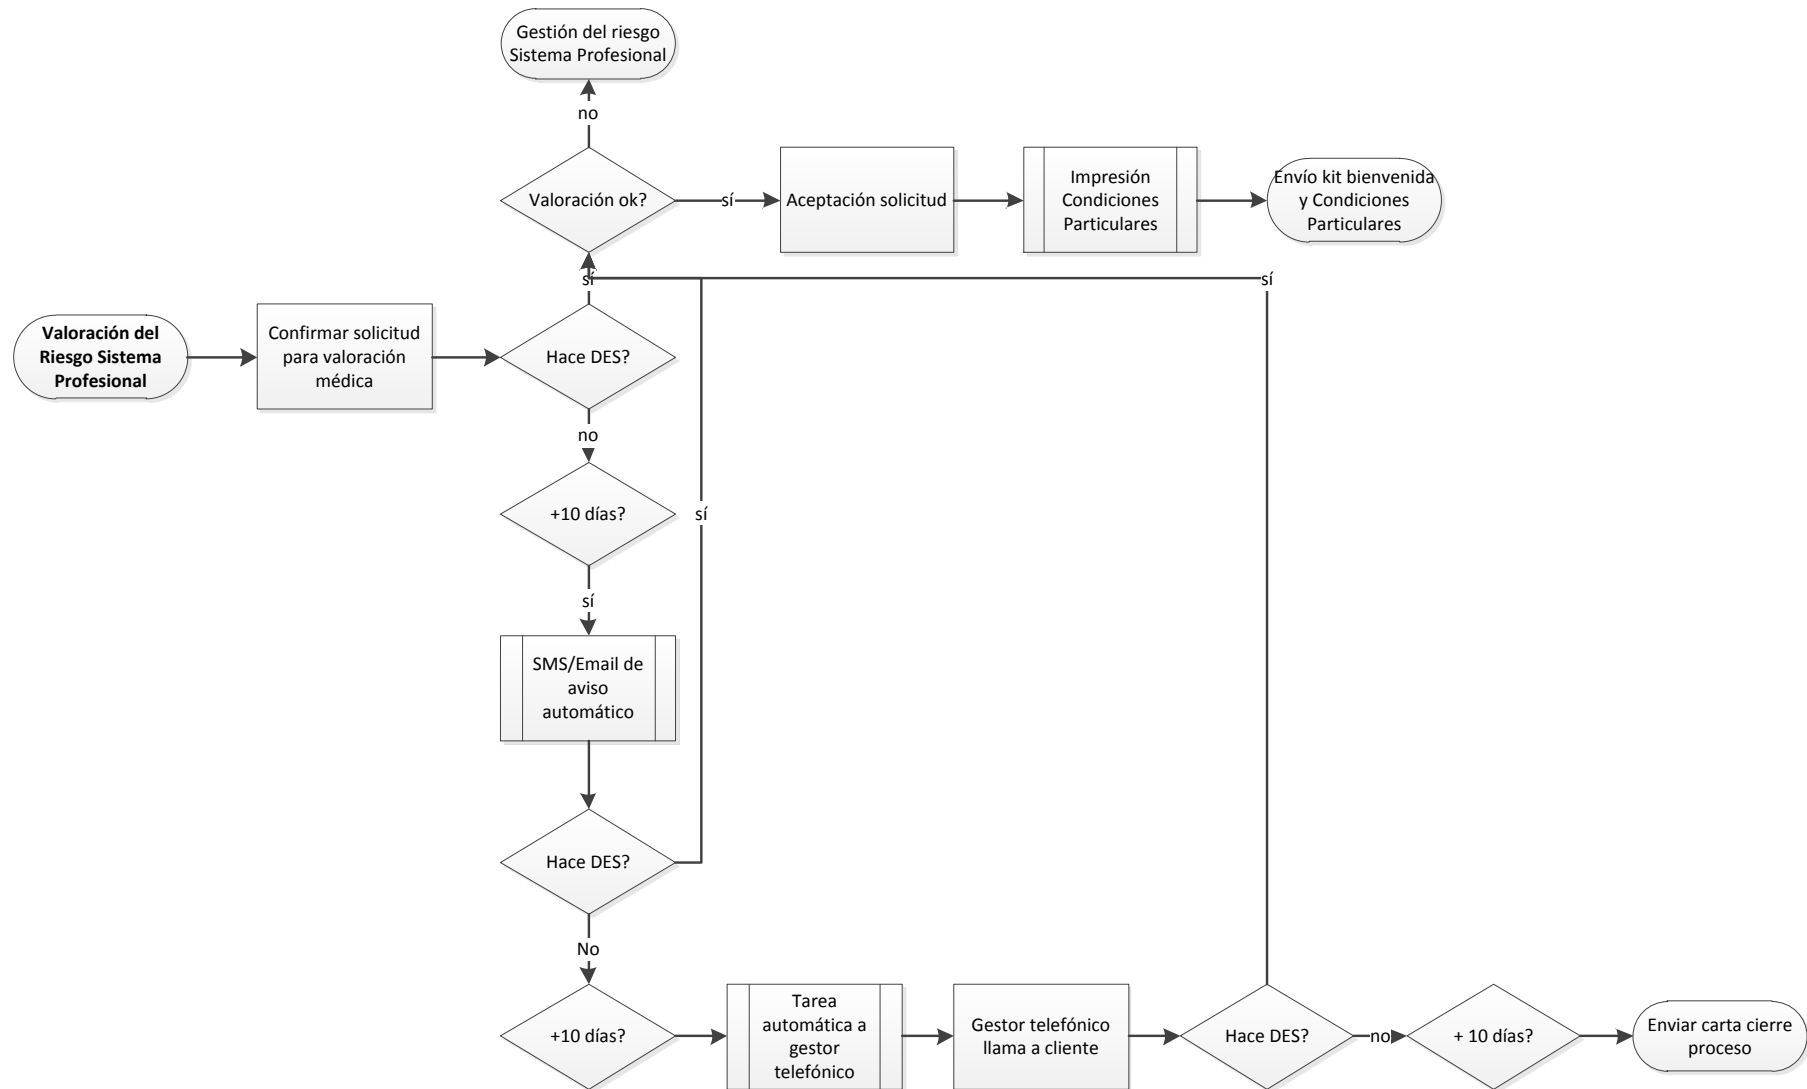 Gestión del riesgo
Sistema Profesional
no
Valoración ok?
sí
Aceptación solicitud
Impresión
Condiciones
Particulares
Envío kit bienvenida
y Condiciones
Particulares
sí
sí
Valoración del
Riesgo Sistema
Profesional
Confirmar solicitud
para valoración
médica
Hace DES?
no
+10 días?
sí
sí
SMS/Email de
aviso
automático
Hace DES?
No
+10 días?
Tarea
automática a
gestor
telefónico
Gestor telefónico
llama a cliente
Hace DES?
no
+ 10 días?
Enviar carta cierre
proceso